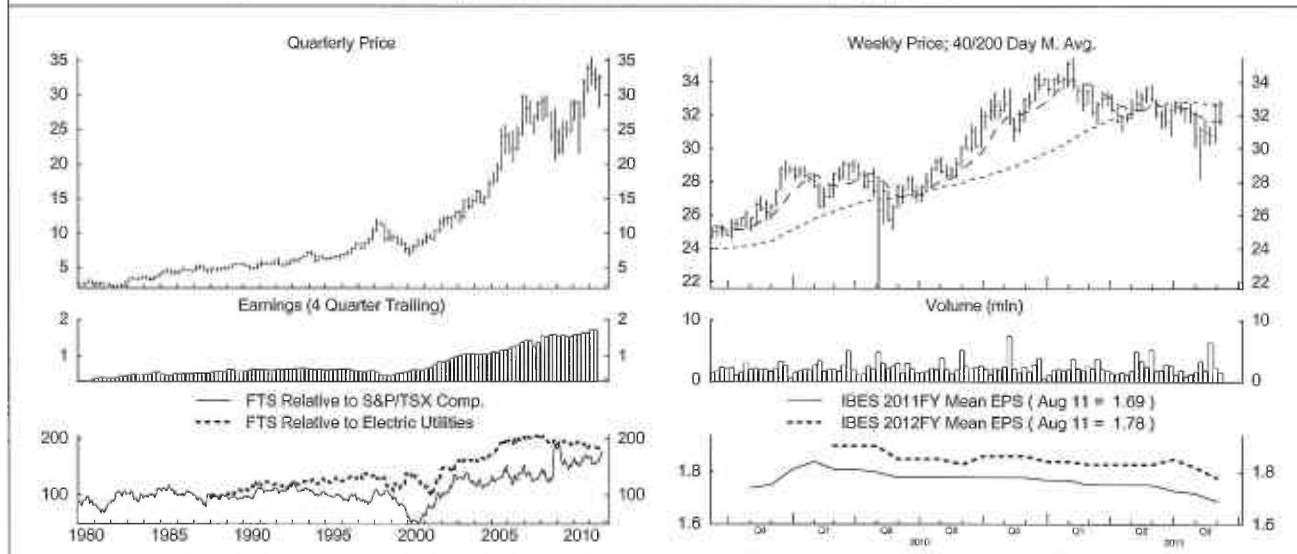 Quarterly Price
35 35
30 30
25 25
20 20
15 15
10 10
5 5
Earnings (4 Quarter Trailing)
2 2
1 1
FTS Relative to S&P/TSX Comp.
FTS Relative to Electric Utilities
200 200
100 100
1980 1985 1990 1995 2000 2005 2010
Weekly Price; 40/200 Day M. Avg.
34 34
32 32
30 30
28 28
26 26
24 24
22 22
Volume (mln)
10 10
0 0
IBES 2011FY Mean EPS ( Aug 11 = 1.69 )
IBES 2012FY Mean EPS ( Aug 11 = 1.78 )
1.8 1.8
1.6 1.6
Q1 Q1
2010 2011